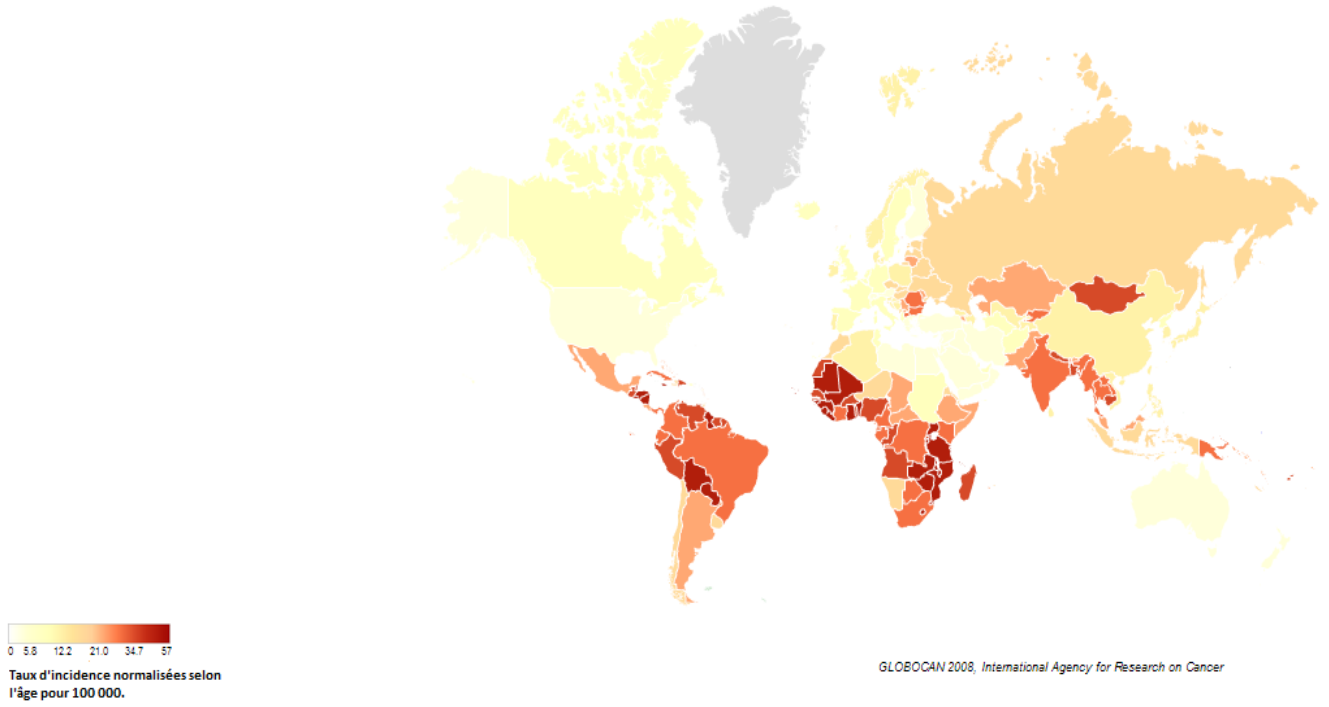 0 5.8 12.2 21.0 34.7 57
Taux d'incidence normalisées selon
l'âge pour 100 000.
GLOBOCAN 2008, International Agency for Research on Cancer